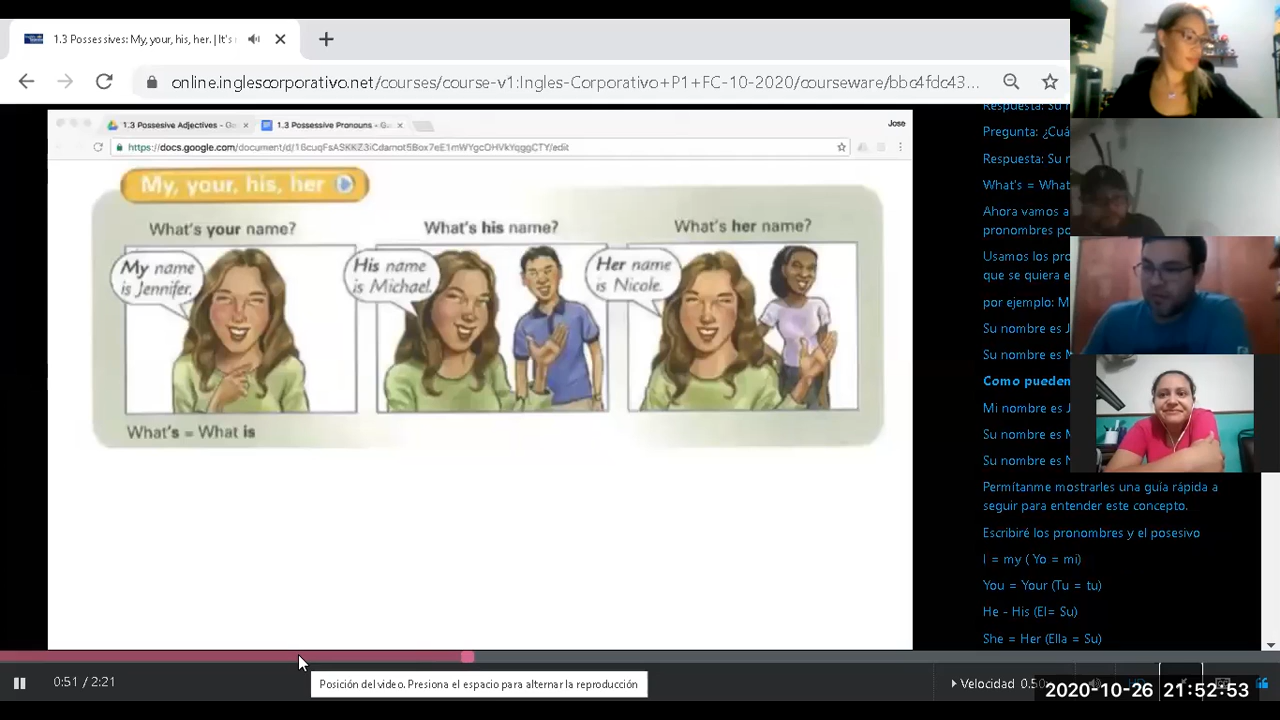 1.3 Possessives: My, your, his, her. | It's
online.inglescorporativo.net/courses/course-v1:Ingles-Corporativo+P1+FC-10-2020/courseware/bbc4fdc43...
1.3 Possesive Adjectives - Go
1.3 Possessive Pronouns - Go
Jose
https://docs.google.com/document/d/
/edit
My, your, his, her
What's your name?
What's his name?
What's her name?
My name
is Jennifer.
His name
is Michael.
Her name
is Nicole.
What's = What is
Respuesta: Su
Pregunta: ¿Cuá
Respuesta: Su n
What's = What
Ahora vamos a
pronombres po
Usamos los pro
que se quiera e
por ejemplo: M
Su nombre es J
Su nombre es M
Como pueden
Mi nombre es J
Su nombre es M
Su nombre es N
Permítanme mostrarles una guía rápida a
seguir para entender este concepto.
Escribiré los pronombres y el posesivo
I = my ( Yo = mi)
You = Your (Tu = tu)
He - His (El= Su)
She = Her (Ella = Su)
0:51 / 2:21
Posición del video. Presiona el espacio para alternar la reproducción
Velocidad 0.50x
HD
2020-10-26 21:52:53